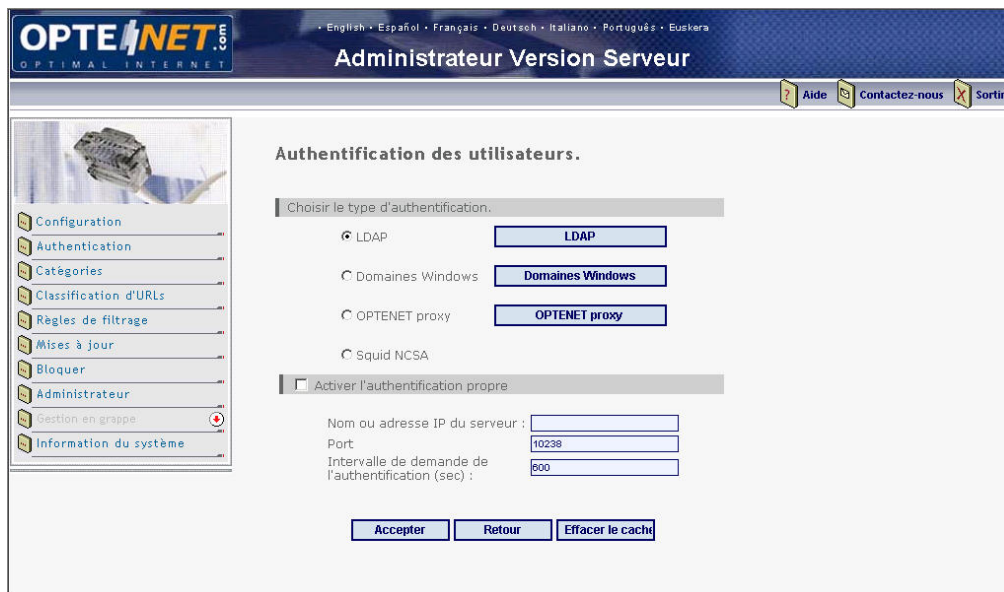 OPTENET.com
OPTIMAL INTERNET
· English · Español · Français · Deutsch · Italiano · Português · Euskera
Administrateur Version Serveur
Aide
Contactez-nous
Sortir
Configuration
Authentication
Catégories
Classification d'URLs
Règles de filtrage
Mises à jour
Bloquer
Administrateur
Gestion en grappe
Information du système
Authentification des utilisateurs.
Choisir le type d'authentification.
LDAP
LDAP
Domaines Windows
Domaines Windows
OPTENET proxy
OPTENET proxy
Squid NCSA
Activer l'authentification propre
Nom ou adresse IP du serveur :
Port
10238
Intervalle de demande de
l'authentification (sec) :
600
Accepter
Retour
Effacer le cache